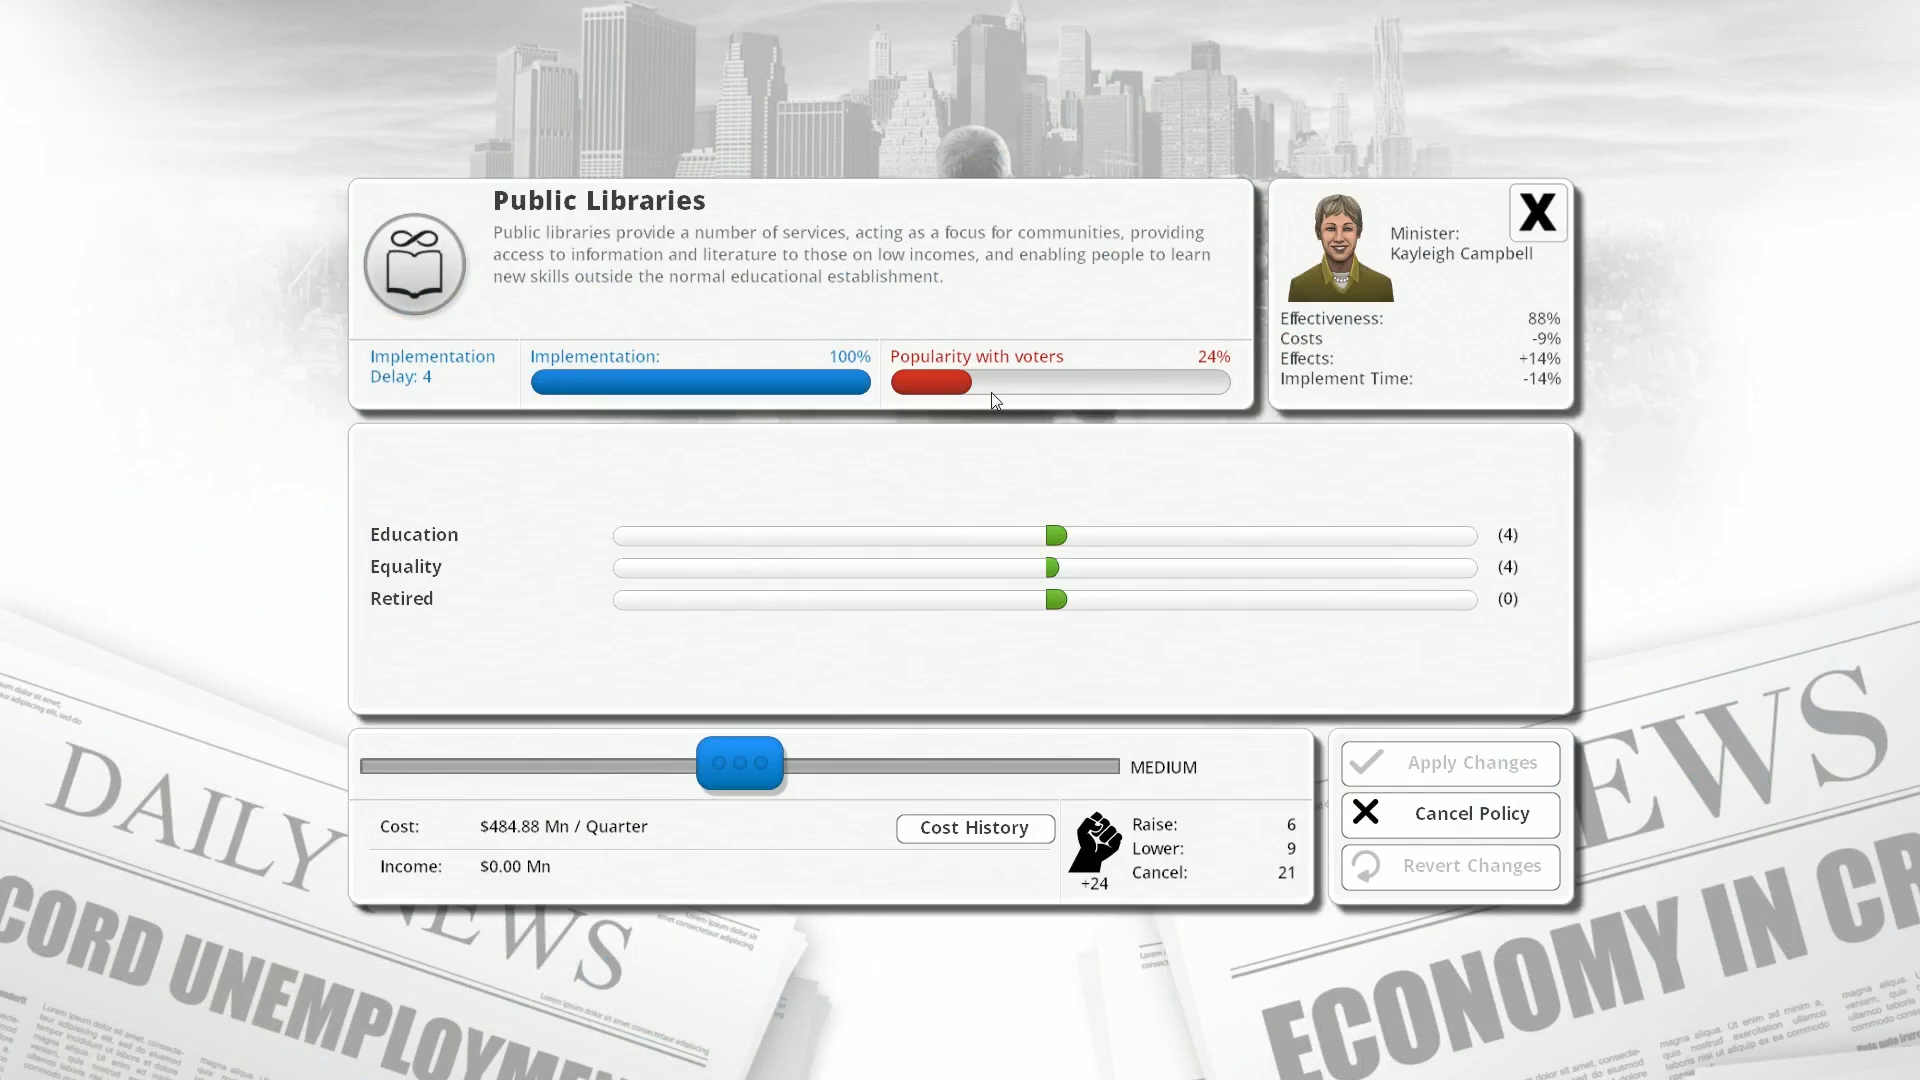 Public Libraries
Public libraries provide a number of services, acting as a focus for communities, providing
access to information and literature to those on low incomes, and enabling people to learn
new skills outside the normal educational establishment.
Implementation
Delay: 4
Implementation:
100%
Popularity with voters
24%
Minister:
Kayleigh Campbell
X
Effectiveness: 88%
Costs -9%
Effects: +14%
Implement Time: -14%
Education (4)
Equality (4)
Retired (0)
MEDIUM
Cost: $484.88 Mn / Quarter
Cost History
Income: $0.00 Mn
+24
Raise: 6
Lower: 9
Cancel: 21
Apply Changes
Cancel Policy
Revert Changes
DAILY NEWS
CORD UNEMPLOYME
EWS
ECONOMY IN CR